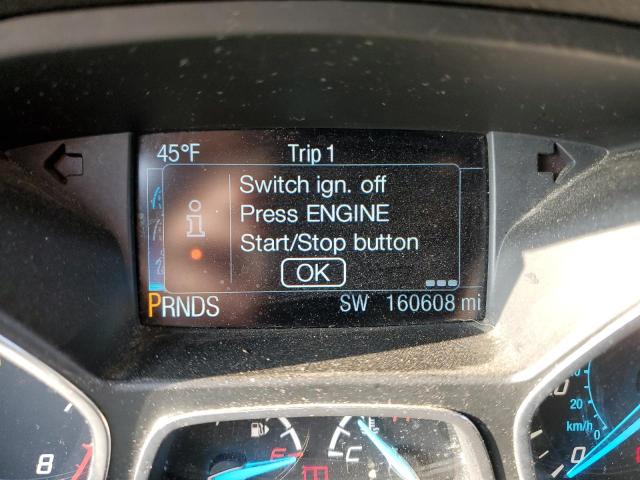 45°F Trip 1
Switch ign. off
Press ENGINE
Start/Stop button
OK
PRNDS SW 160608 mi
20
km/h 0
8
E
C
0